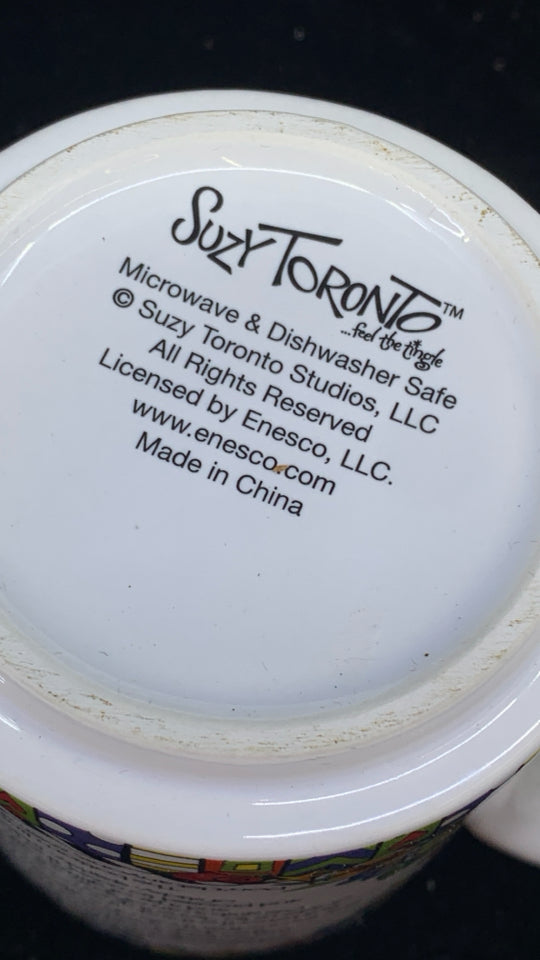 SUZY TORONTO™
...feel the tingle
Microwave & Dishwasher Safe
© Suzy Toronto Studios, LLC
All Rights Reserved
Licensed by Enesco, LLC.
www.enesco.com
Made in China